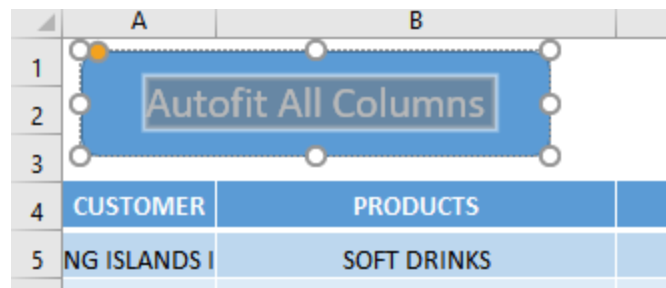 A B
1
Autofit All Columns
2
3
4 CUSTOMER PRODUCTS
5 NG ISLANDS I SOFT DRINKS